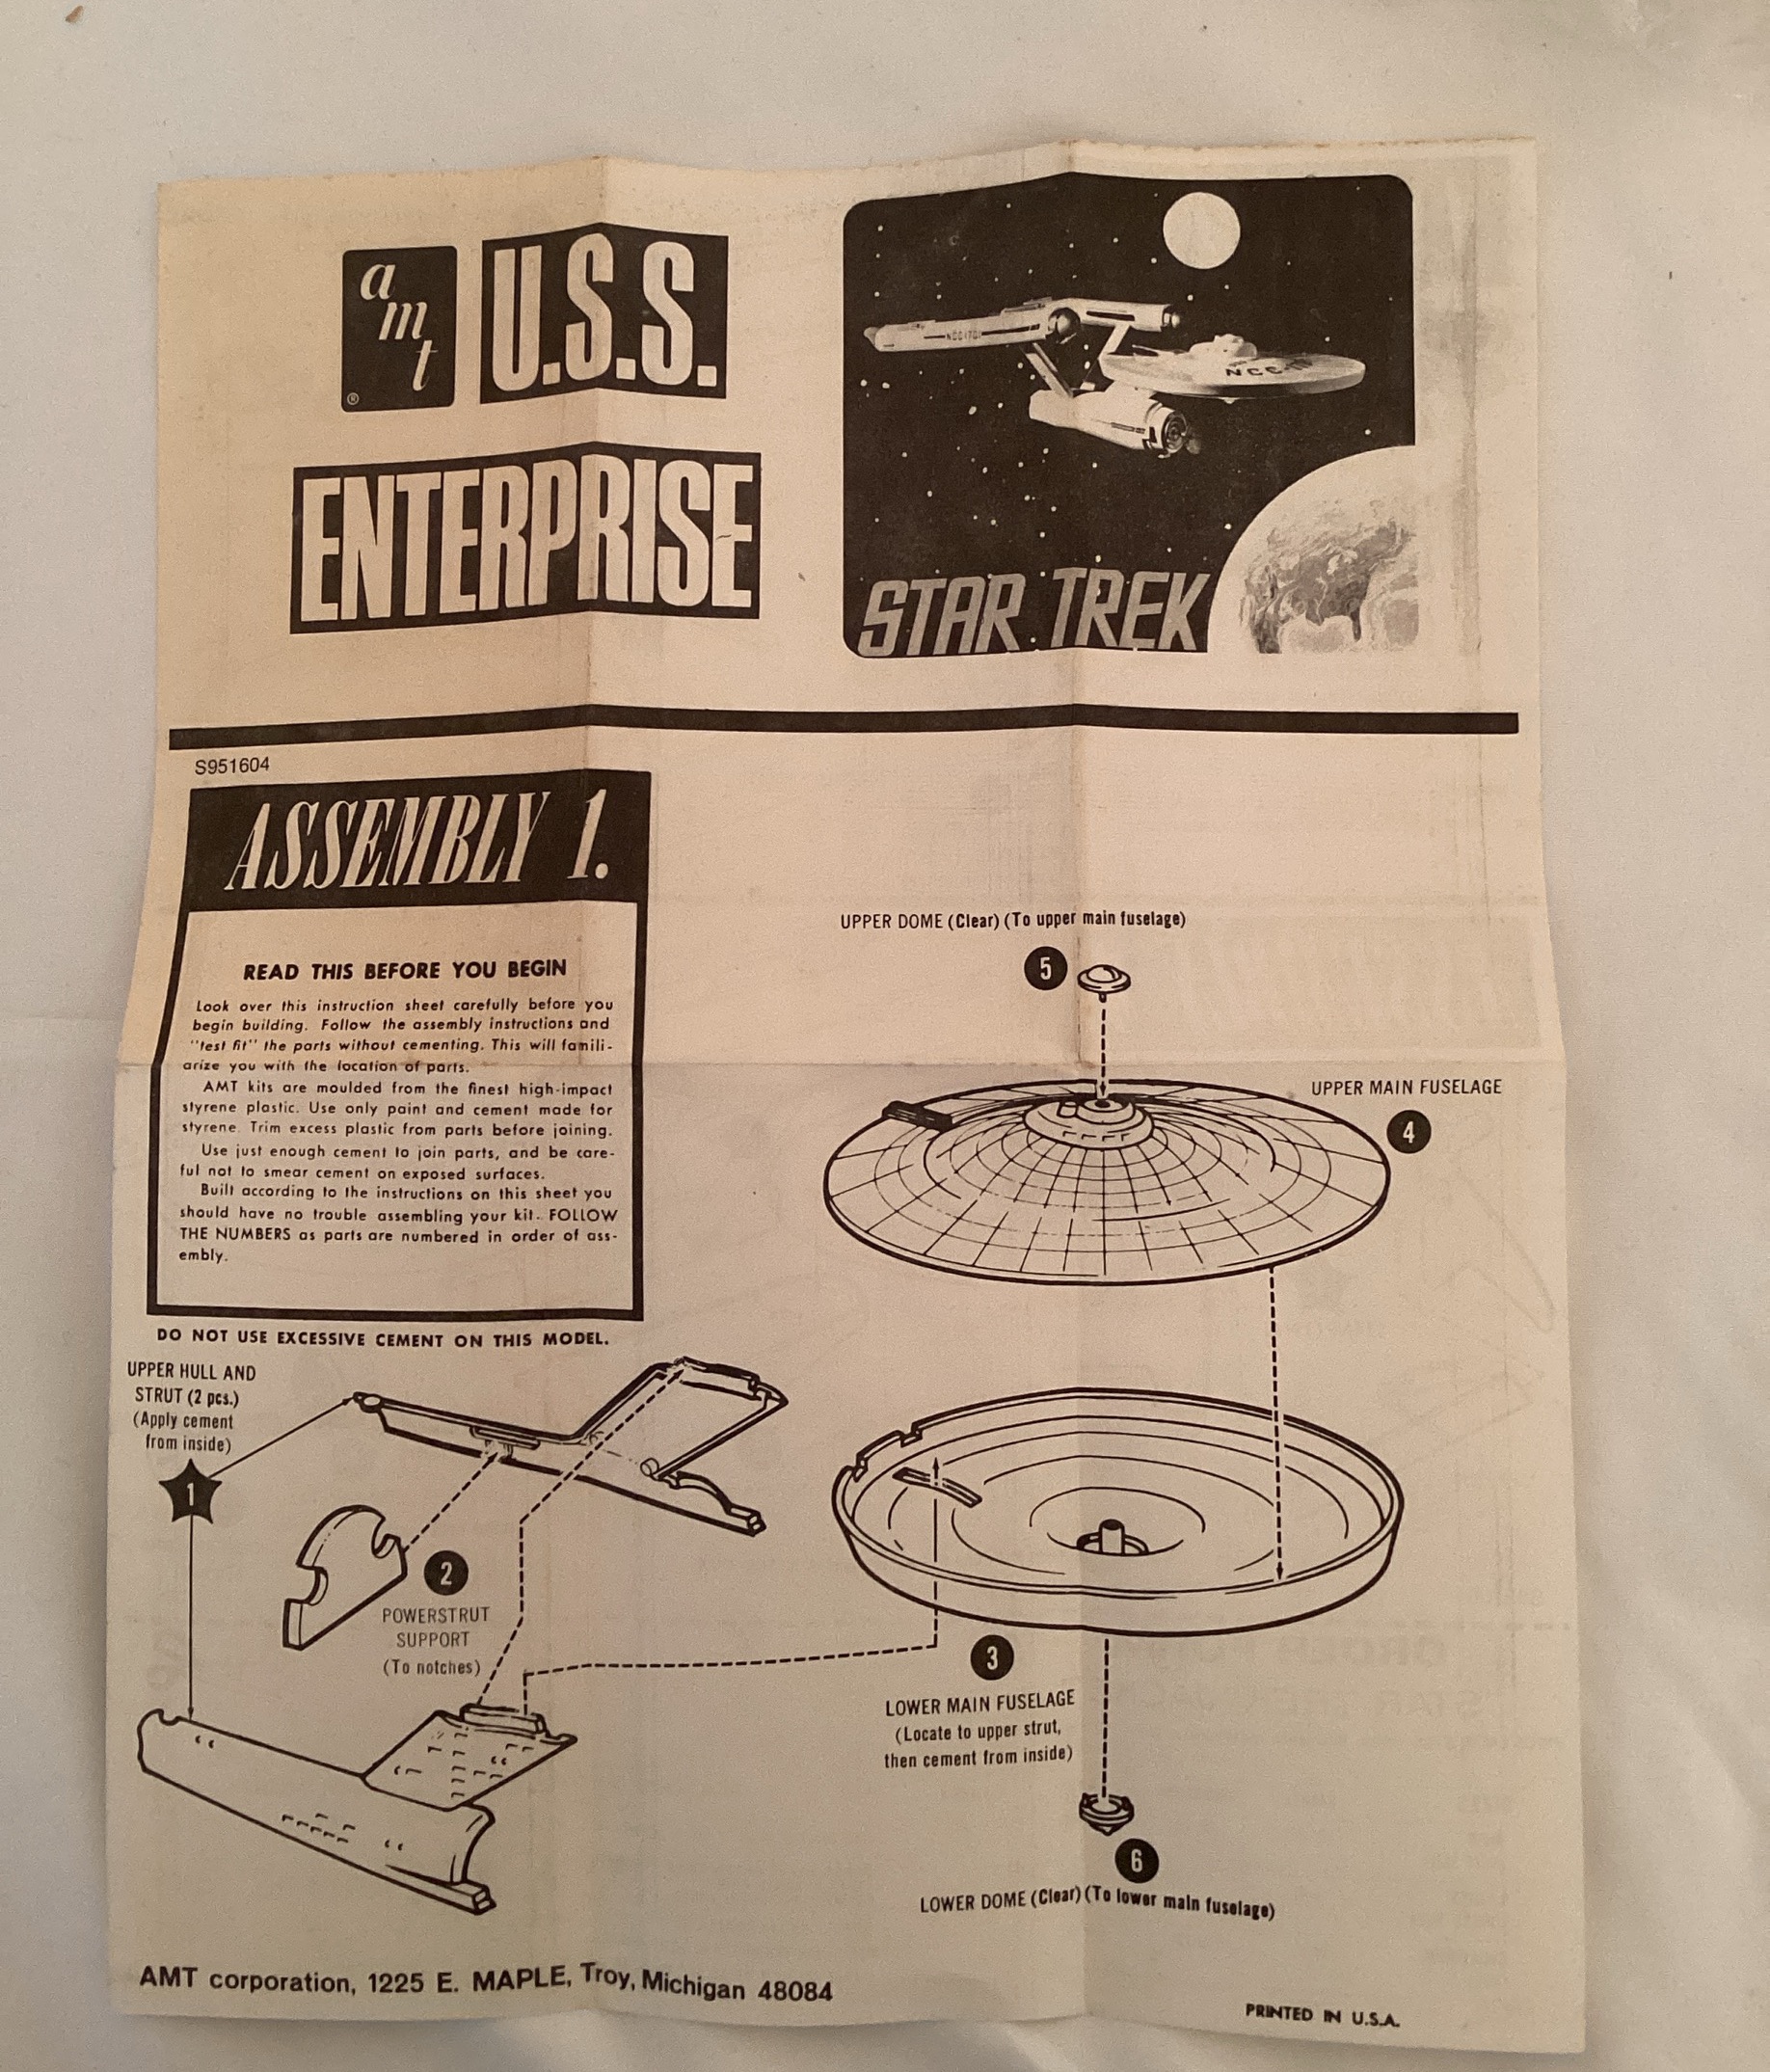 amt
®
U.S.S.
ENTERPRISE
NCC-1701
NCC-1
STAR TREK
S951604
ASSEMBLY 1.
READ THIS BEFORE YOU BEGIN
Look over this instruction sheet carefully before you
begin building. Follow the assembly instructions and
"test fit" the parts without cementing. This will famili-
arize you with the location of parts.
AMT kits are moulded from the finest high-impact
styrene plastic. Use only paint and cement made for
styrene. Trim excess plastic from parts before joining.
Use just enough cement to join parts, and be care-
ful not to smear cement on exposed surfaces.
Built according to the instructions on this sheet you
should have no trouble assembling your kit. FOLLOW
THE NUMBERS as parts are numbered in order of ass-
embly.
DO NOT USE EXCESSIVE CEMENT ON THIS MODEL.
UPPER DOME (Clear) (To upper main fuselage)
5
UPPER MAIN FUSELAGE
4
UPPER HULL AND
STRUT (2 pcs.)
(Apply cement
from inside)
1
2
POWERSTRUT
SUPPORT
(To notches)
3
LOWER MAIN FUSELAGE
(Locate to upper strut,
then cement from inside)
6
LOWER DOME (Clear) (To lower main fuselage)
AMT corporation, 1225 E. MAPLE, Troy, Michigan 48084
PRINTED IN U.S.A.